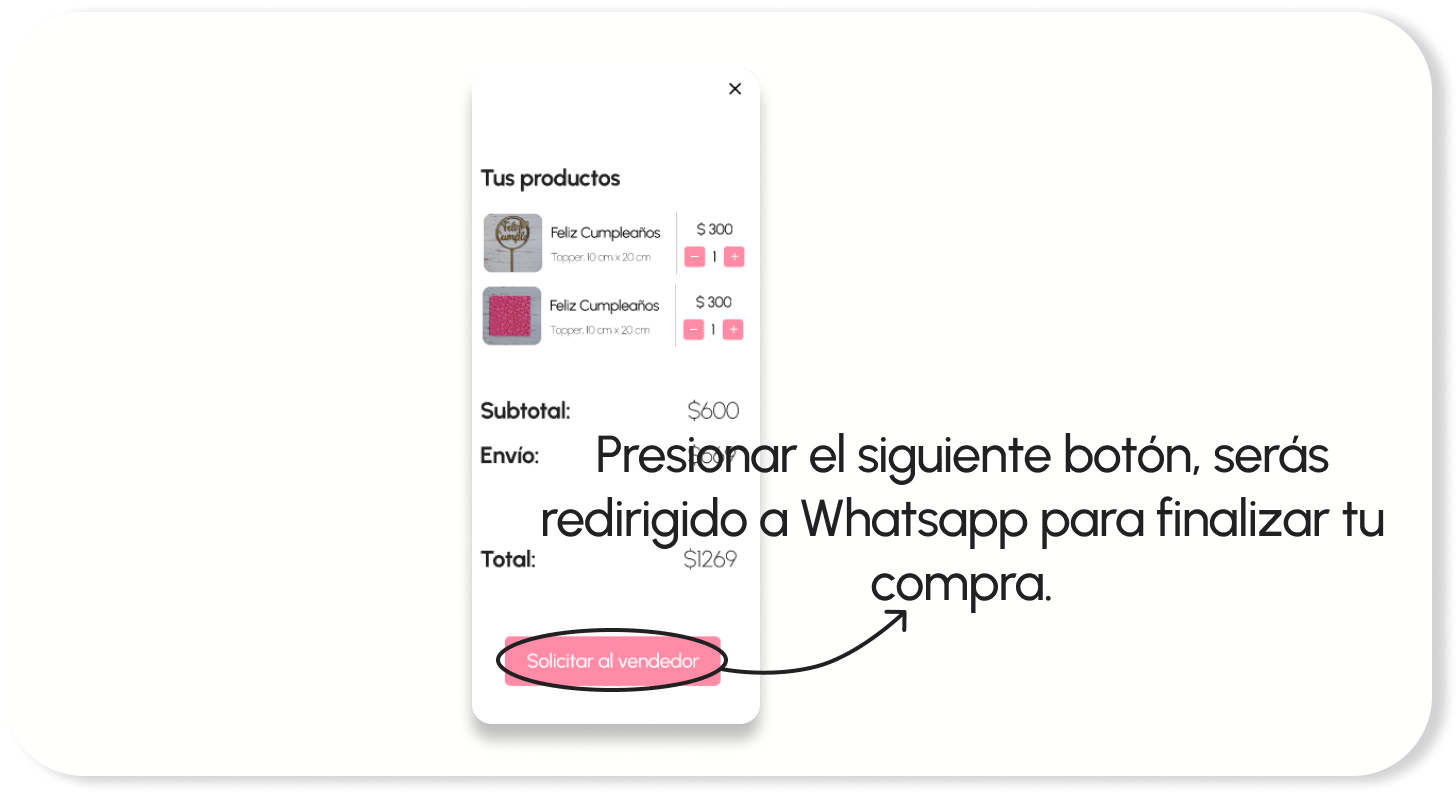 Tus productos
Feliz Cumpleaños
$ 300
Topper. 10 cm x 20 cm
− 1 +
Feliz Cumpleaños
$ 300
Topper. 10 cm x 20 cm
− 1 +
Subtotal: $600
Envío:
Presionar el siguiente botón, serás
redirigido a Whatsapp para finalizar tu
compra.
Total: $1269
Solicitar al vendedor